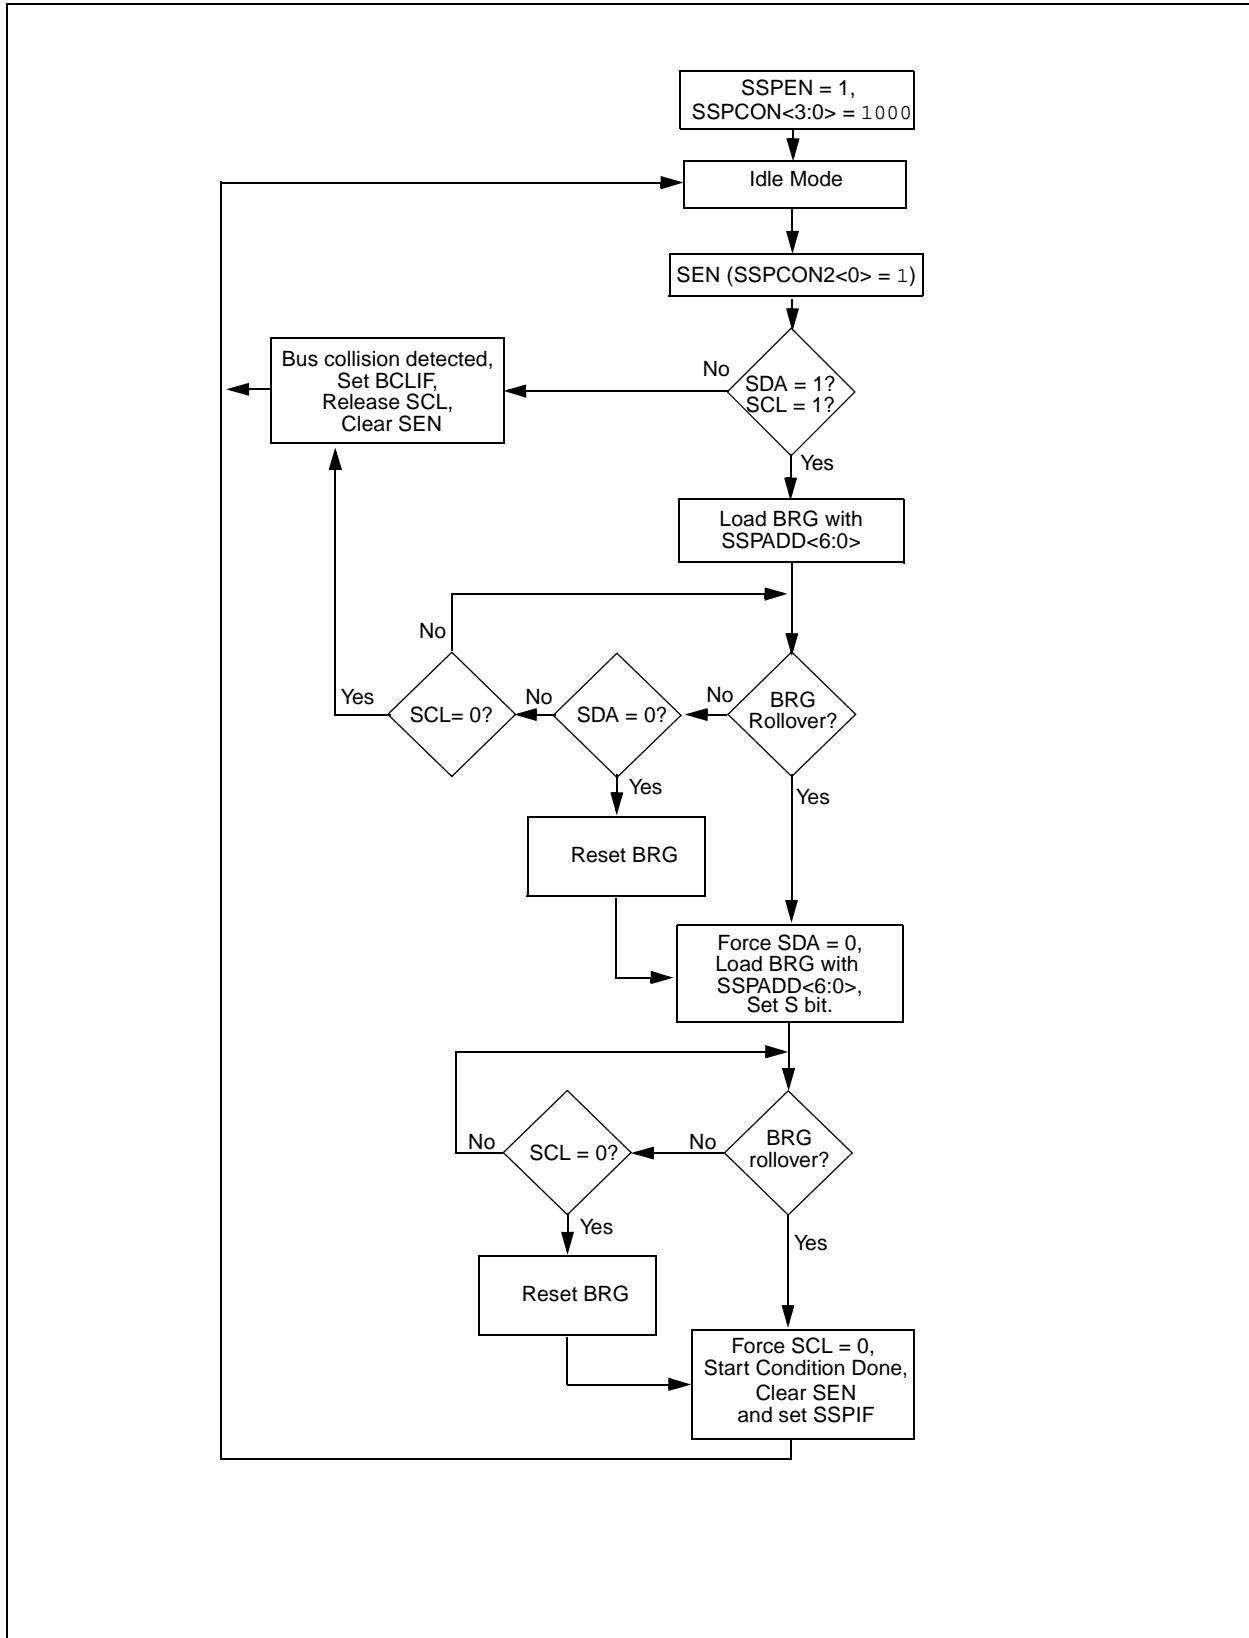 SSPEN = 1,
SSPCON<3:0> = 1000
Idle Mode
SEN (SSPCON2<0> = 1)
Bus collision detected,
Set BCLIF,
Release SCL,
Clear SEN
No
SDA = 1?
SCL = 1?
Yes
Load BRG with
SSPADD<6:0>
No
Yes
SCL= 0?
No
SDA = 0?
No
BRG
Rollover?
Yes
Yes
Reset BRG
Force SDA = 0,
Load BRG with
SSPADD<6:0>,
Set S bit.
No
SCL = 0?
No
BRG
rollover?
Yes
Yes
Reset BRG
Force SCL = 0,
Start Condition Done,
Clear SEN
and set SSPIF